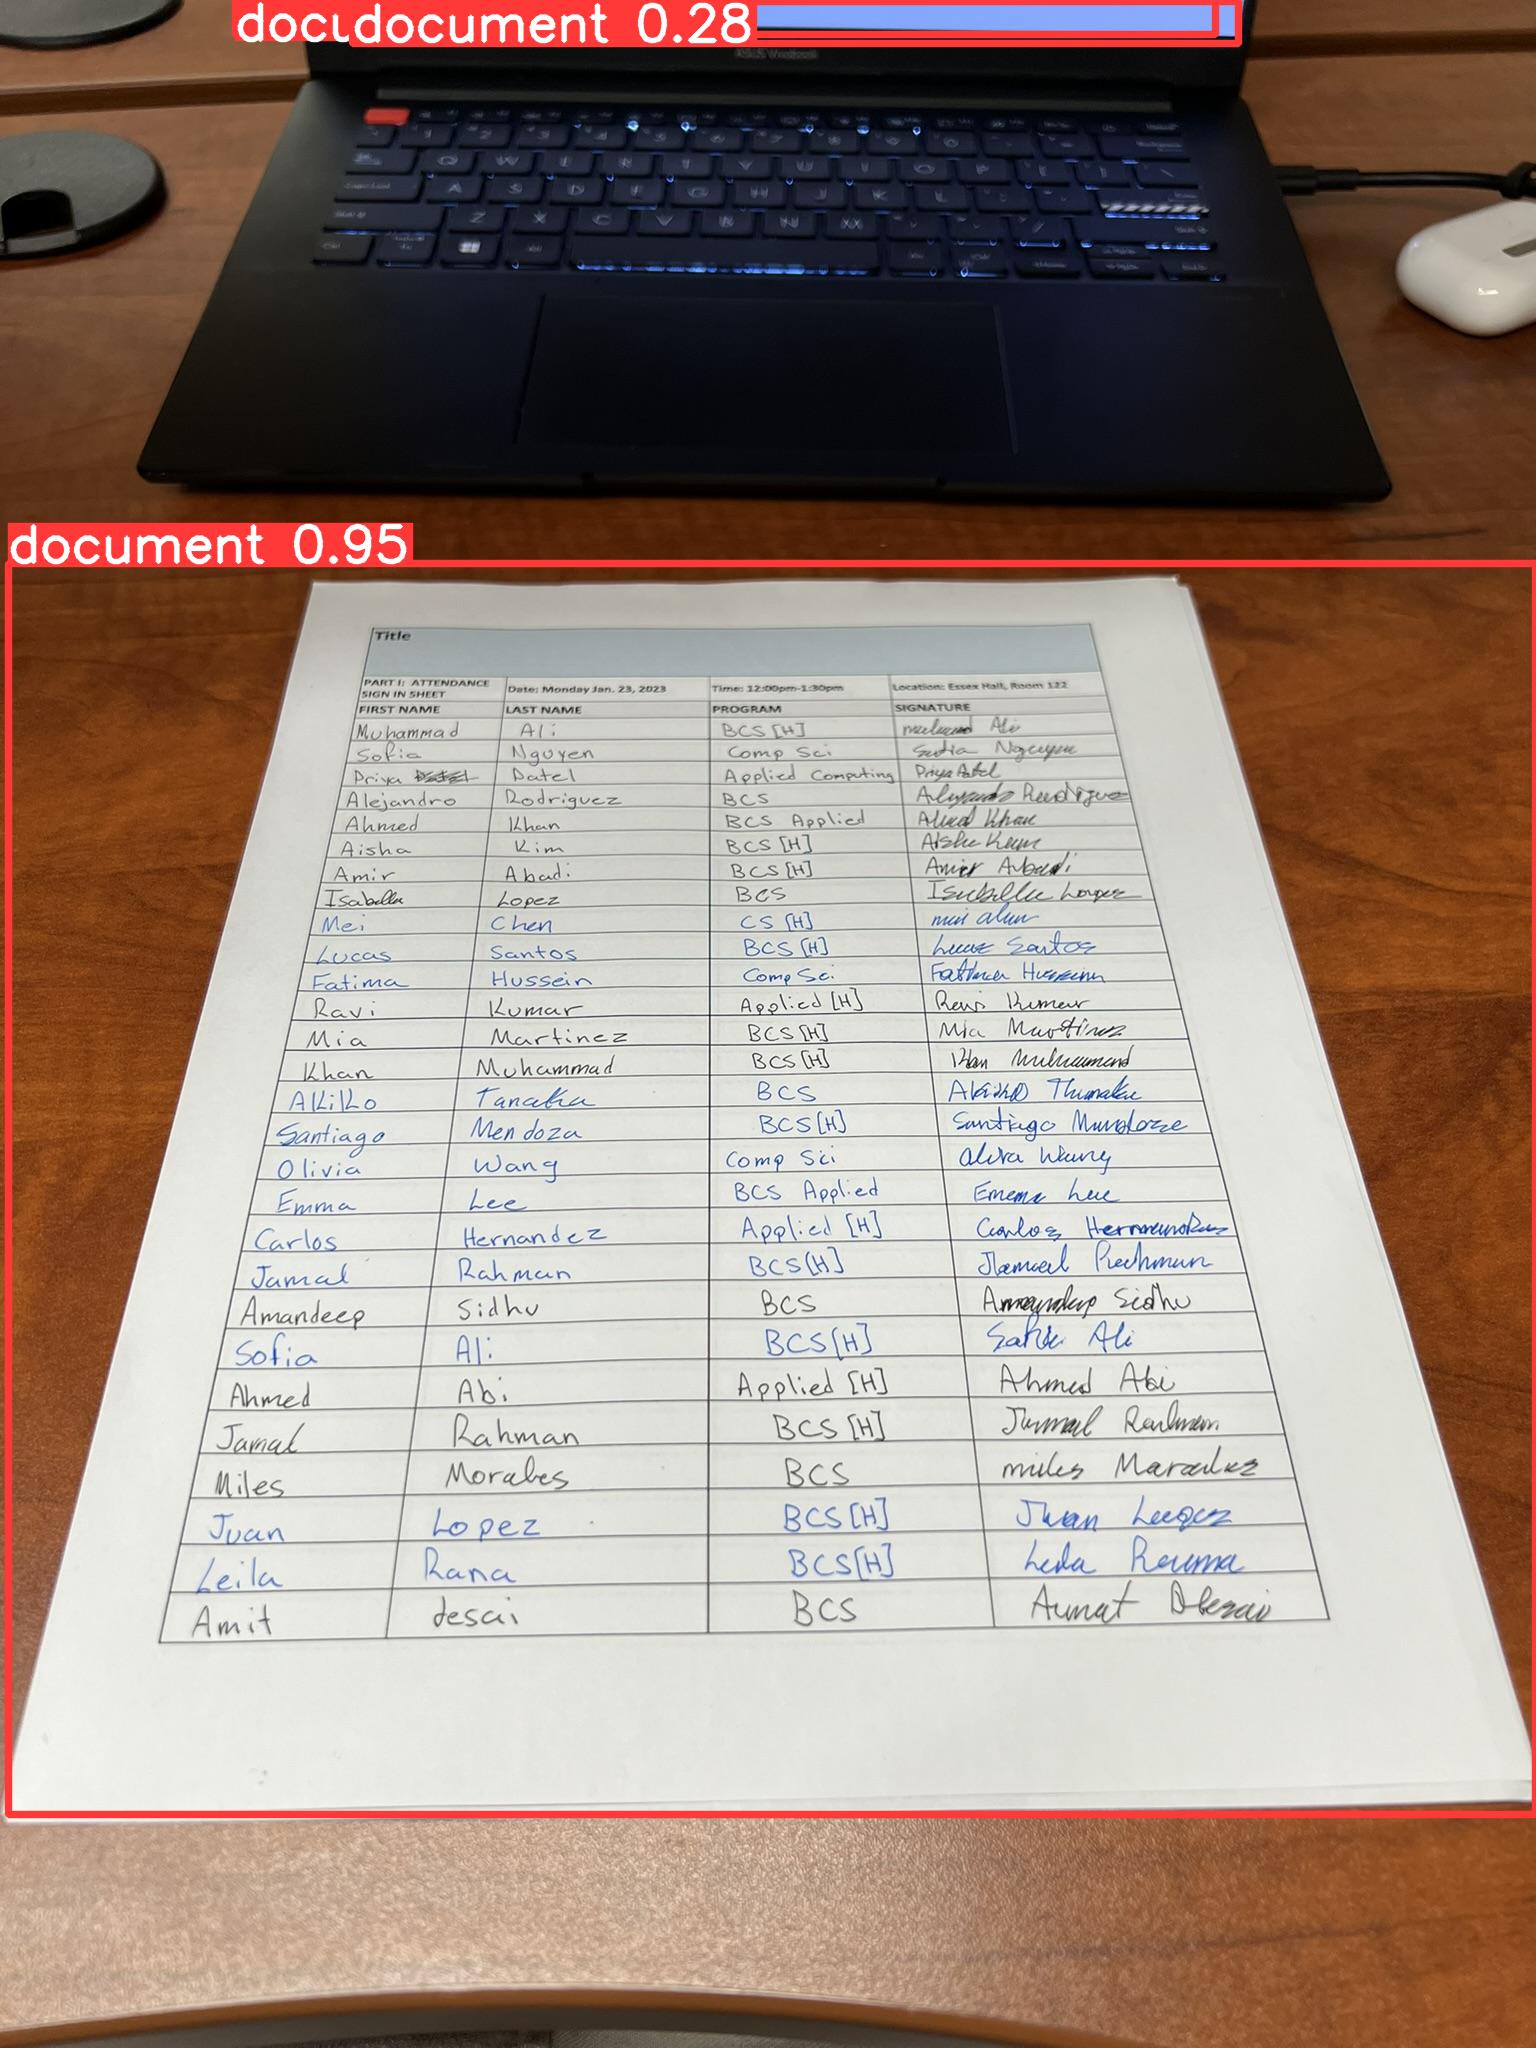 document 0.28
document 0.95
Title
PART I: ATTENDANCE SIGN IN SHEET Date: Monday Jan. 23, 2023 Time: 12:00pm-1:30pm Location: Essex Hall, Room 122
FIRST NAME LAST NAME PROGRAM SIGNATURE
Muhammad Ali BCS [H] Ali
Sofia Nguyen Comp Sci Nguyen
Priya Patel Applied Computing Priya Patel
Alejandro Rodriguez BCS Alejandro Rodriguez
Ahmed Khan BCS Applied Ahmed Khan
Aisha Kim BCS [H] Aisha Kim
Amir Abadi BCS [H] Amir Abadi
Isabella Lopez BCS Isabella Lopez
Mei Chen CS [H] mei chen
Lucas Santos BCS [H] Lucas Santos
Fatima Hussein Comp Sci Fatima Hussein
Ravi Kumar Applied [H] Ravi Kumar
Mia Martinez BCS [H] Mia Martinez
Khan Muhammad BCS [H] Khan Muhammad
Akiko Tanaka BCS Akiko
Santiago Mendoza BCS [H] Santiago Mendoza
Olivia Wang Comp Sci Wang
Emma Lee BCS Applied Emma Lee
Carlos Hernandez Applied [H] Carlos Hernandez
Jamal Rahman BCS [H] Jamal Rahman
Amandeep Sidhu BCS Amandeep Sidhu
Sofia Ali BCS [H] Sofia Ali
Ahmed Abi Applied [H] Ahmed Abi
Jamal Rahman BCS [H] Jamal Rahman
Miles Morales BCS miles Morales
Juan Lopez BCS [H] Juan Lopez
Leila Rana BCS [H] Leila Rana
Amit desai BCS Amit Desai